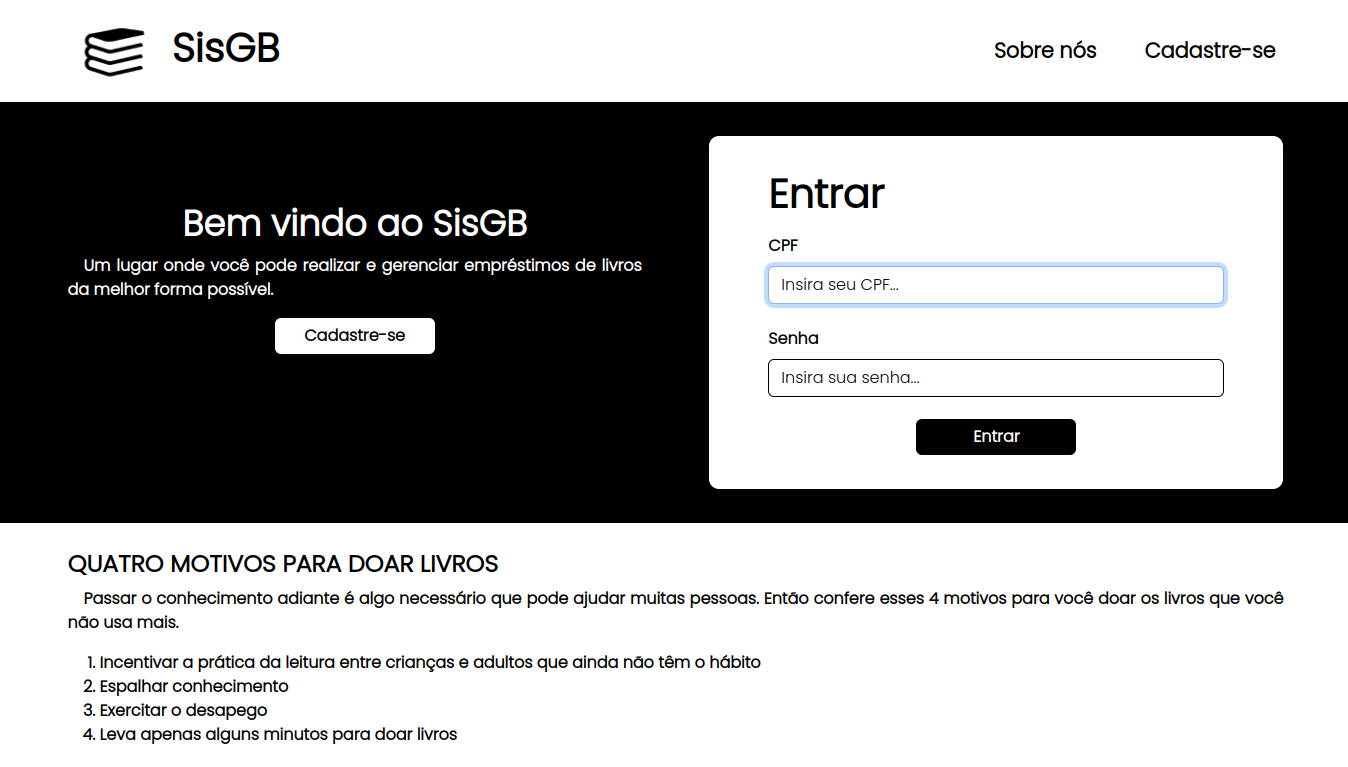 SisGB
Sobre nós
Cadastre-se
Bem vindo ao SisGB
Um lugar onde você pode realizar e gerenciar empréstimos de livros
da melhor forma possível.
Cadastre-se
Entrar
CPF
Insira seu CPF...
Senha
Insira sua senha...
Entrar
QUATRO MOTIVOS PARA DOAR LIVROS
Passar o conhecimento adiante é algo necessário que pode ajudar muitas pessoas. Então confere esses 4 motivos para você doar os livros que você
não usa mais.
1. Incentivar a prática da leitura entre crianças e adultos que ainda não têm o hábito
2. Espalhar conhecimento
3. Exercitar o desapego
4. Leva apenas alguns minutos para doar livros